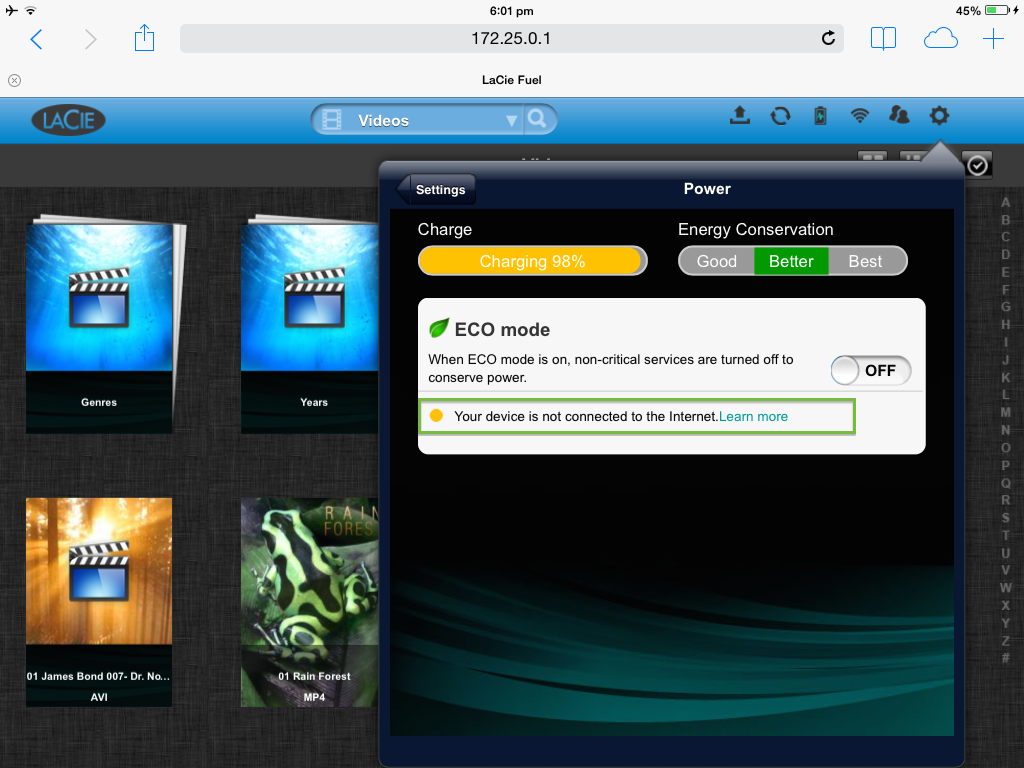 6:01 pm
45%
172.25.0.1
LaCie Fuel
LACIE
Videos
Settings
Power
Charge
Energy Conservation
Charging 98%
Good
Better
Best
ECO mode
When ECO mode is on, non-critical services are turned off to
conserve power.
OFF
Your device is not connected to the Internet.Learn more
Genres
Years
RAIN
FOREST
01 James Bond 007- Dr. No...
AVI
01 Rain Forest
MP4
A
B
C
D
E
F
G
H
I
J
K
L
M
N
O
P
Q
R
S
T
U
V
W
X
Y
Z
#